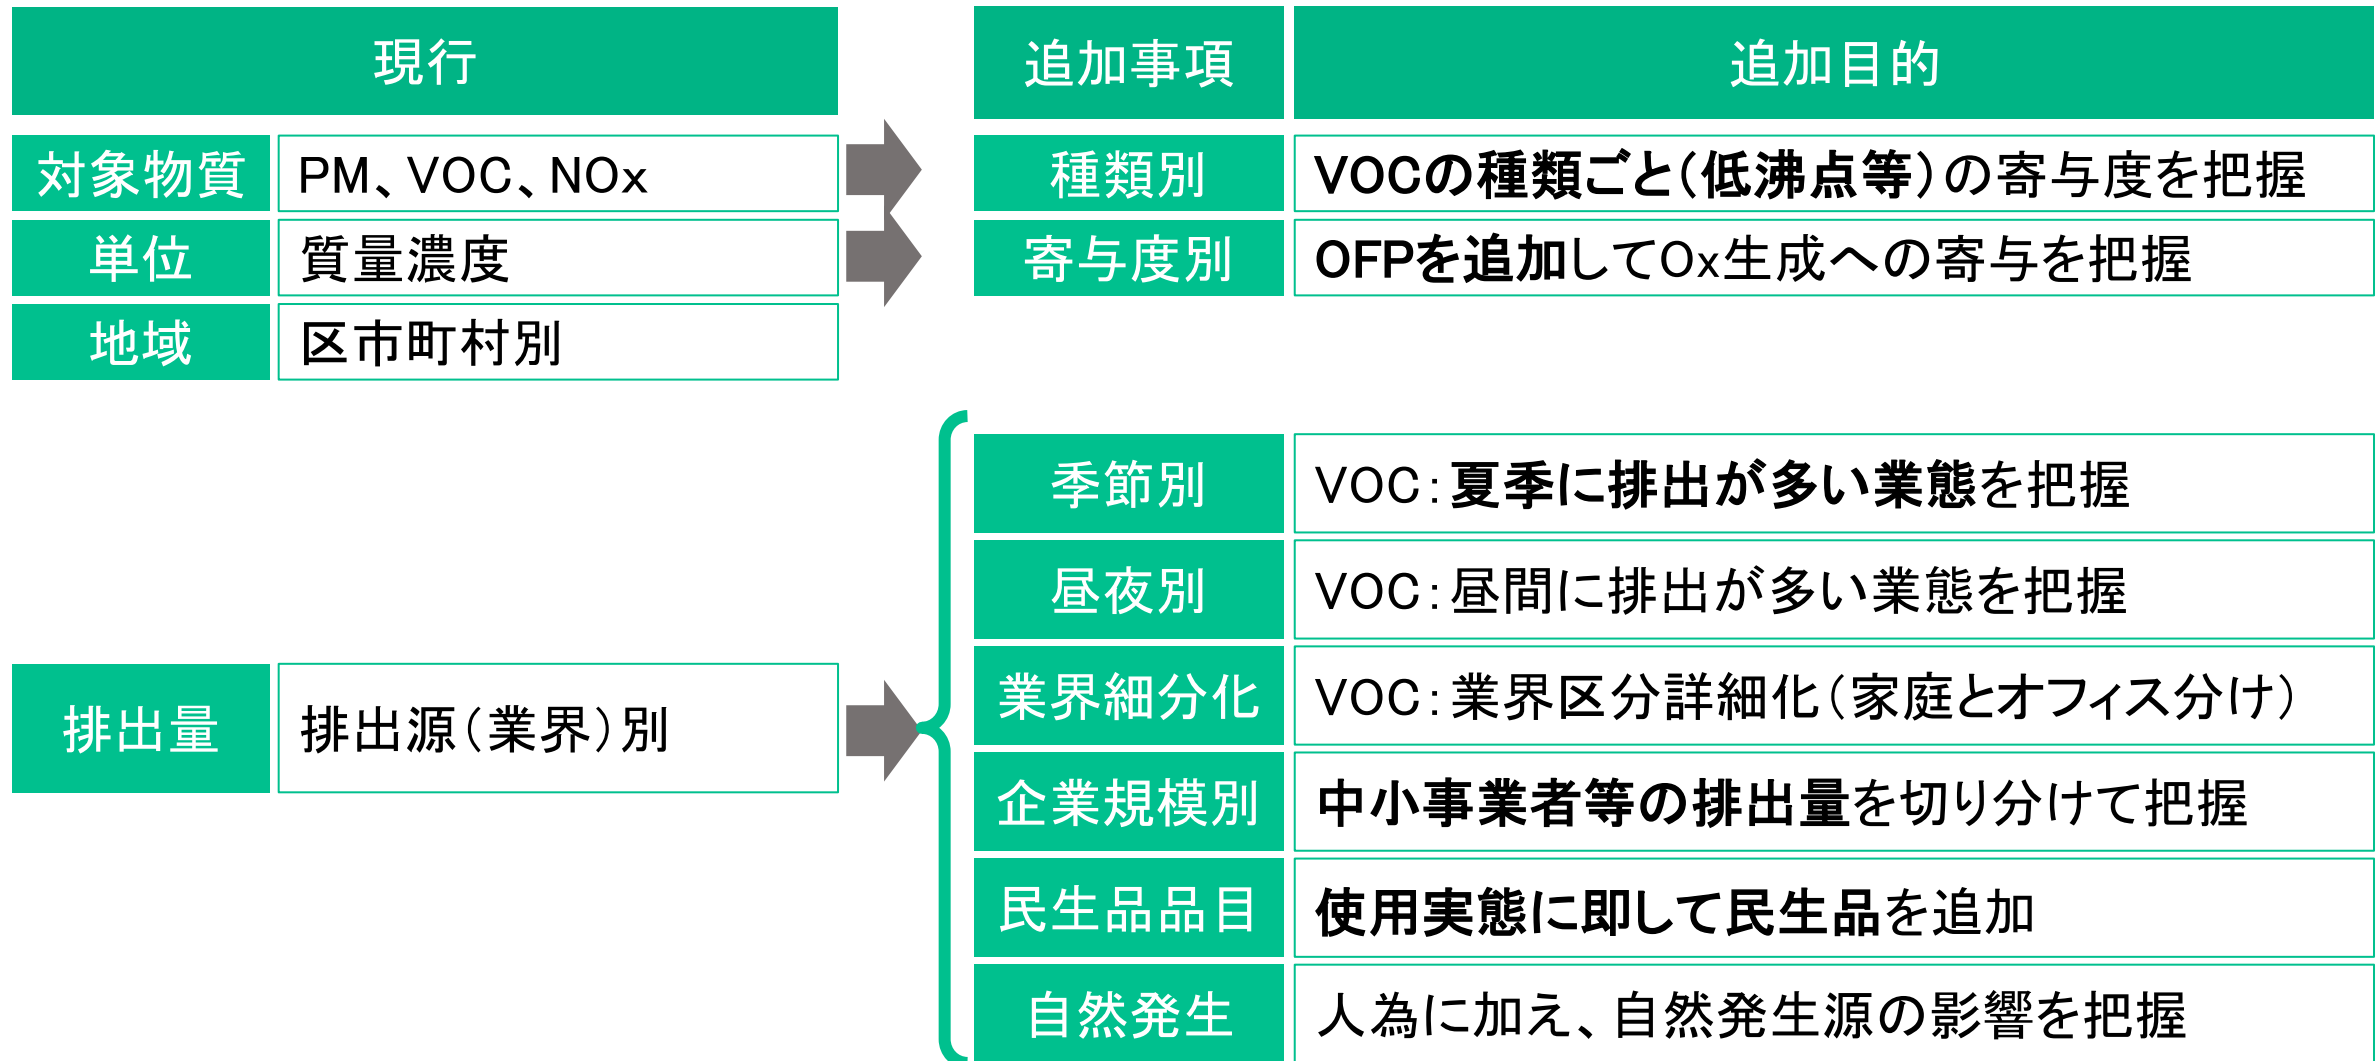 現行
追加事項
追加目的
対象物質
PM、VOC、NOx
種類別
VOCの種類ごと（低沸点等）の寄与度を把握
単位
質量濃度
寄与度別
OFPを追加してOx生成への寄与を把握
地域
区市町村別
季節別
VOC：夏季に排出が多い業態を把握
昼夜別
VOC：昼間に排出が多い業態を把握
業界細分化
VOC：業界区分詳細化（家庭とオフィス分け）
排出量
排出源（業界）別
企業規模別
中小事業者等の排出量を切り分けて把握
民生品品目
使用実態に即して民生品を追加
自然発生
人為に加え、自然発生源の影響を把握